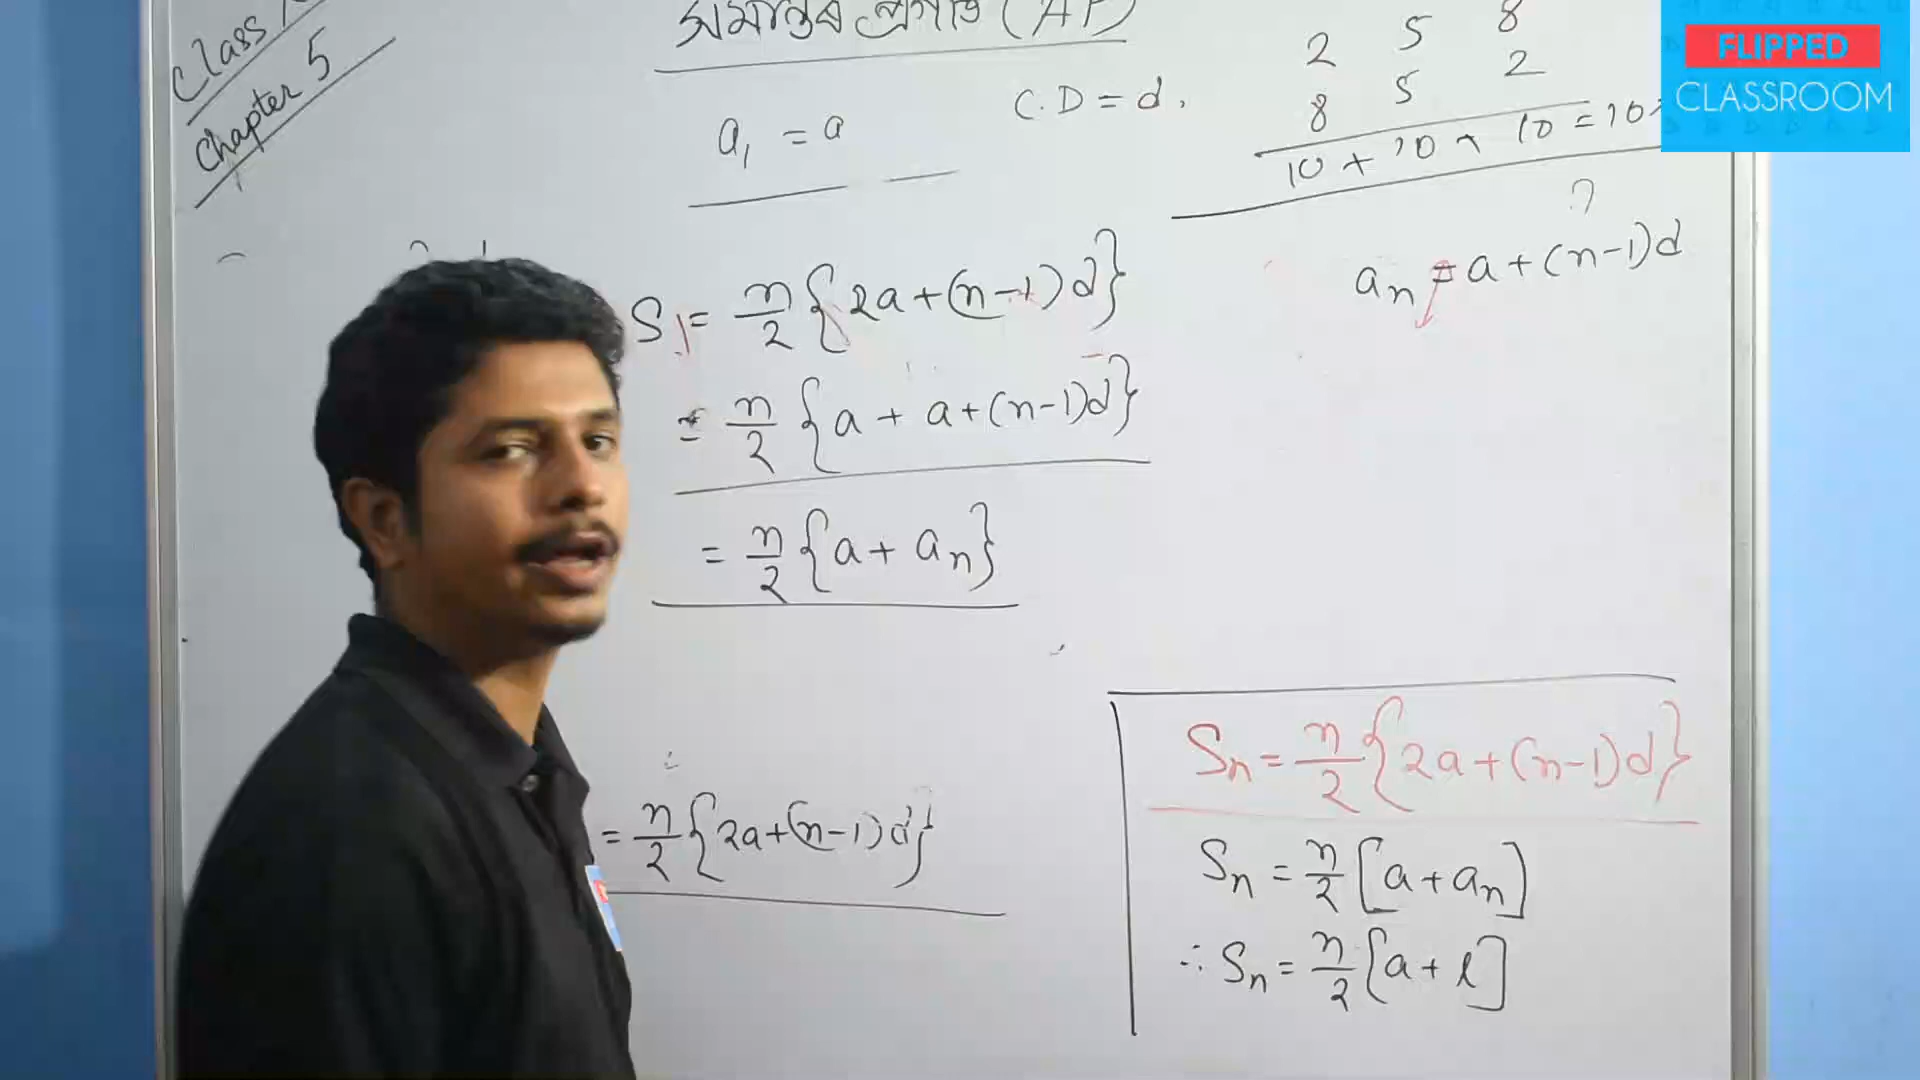 Class
Chapter 5
সমান্তৰ প্ৰগতি (AP)
a₁ = a
C.D = d.
2 5 8
8 5 2
10 + 10 + 10 = 10
FLIPPED
CLASSROOM
S = n/2 {2a+(n-1)d}
= n/2 {a + a+(n-1)d}
= n/2 {a + aₙ}
aₙ = a+(n-1)d
= n/2 {2a+(n-1)d}
Sₙ = n/2 {2a+(n-1)d}
Sₙ = n/2 [a+aₙ]
∴ Sₙ = n/2 [a+l]